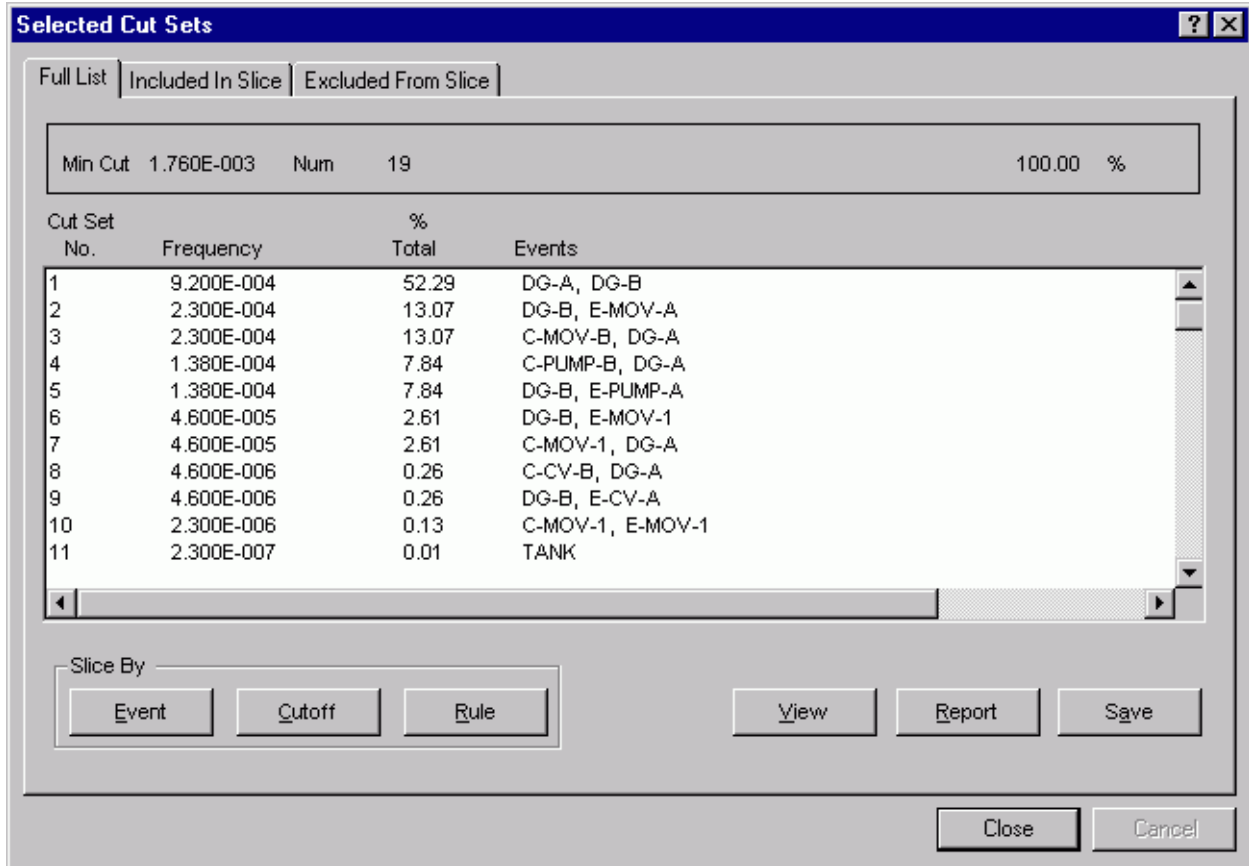 Selected Cut Sets
Full List Included In Slice Excluded From Slice
Min Cut 1.760E-003 Num 19 100.00 %
Cut Set %
No. Frequency Total Events
1 9.200E-004 52.29 DG-A, DG-B
2 2.300E-004 13.07 DG-B, E-MOV-A
3 2.300E-004 13.07 C-MOV-B, DG-A
4 1.380E-004 7.84 C-PUMP-B, DG-A
5 1.380E-004 7.84 DG-B, E-PUMP-A
6 4.600E-005 2.61 DG-B, E-MOV-1
7 4.600E-005 2.61 C-MOV-1, DG-A
8 4.600E-006 0.26 C-CV-B, DG-A
9 4.600E-006 0.26 DG-B, E-CV-A
10 2.300E-006 0.13 C-MOV-1, E-MOV-1
11 2.300E-007 0.01 TANK
Slice By
Event Cutoff Rule View Report Save
Close Cancel